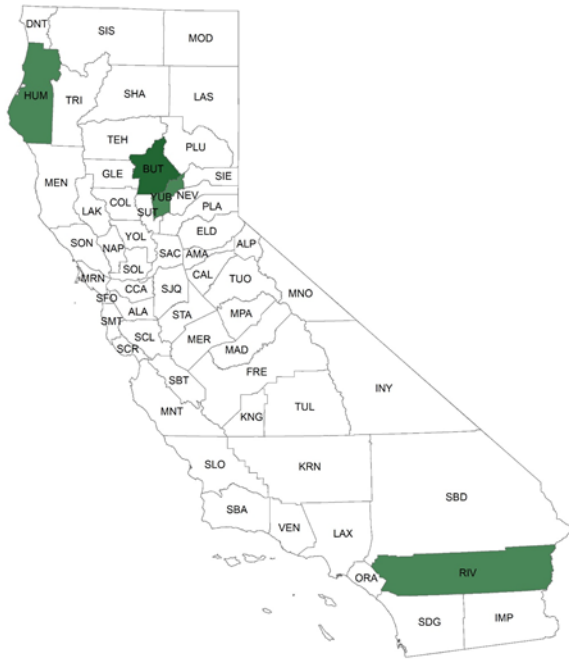 DNT
SIS
MOD
HUM
TRI
SHA
LAS
TEH
PLU
BUT
GLE
SIE
MEN
YUB
NEV
COL
SUT
PLA
LAK
YOL
ELD
SON
NAP
SAC
AMA
ALP
SOL
CAL
TUO
MRN
CCA
SJQ
MNO
SFO
ALA
STA
MPA
SMT
SCL
MER
SCR
MAD
FRE
SBT
INY
MNT
KNG
TUL
SLO
KRN
SBD
SBA
VEN
LAX
ORA
RIV
SDG
IMP